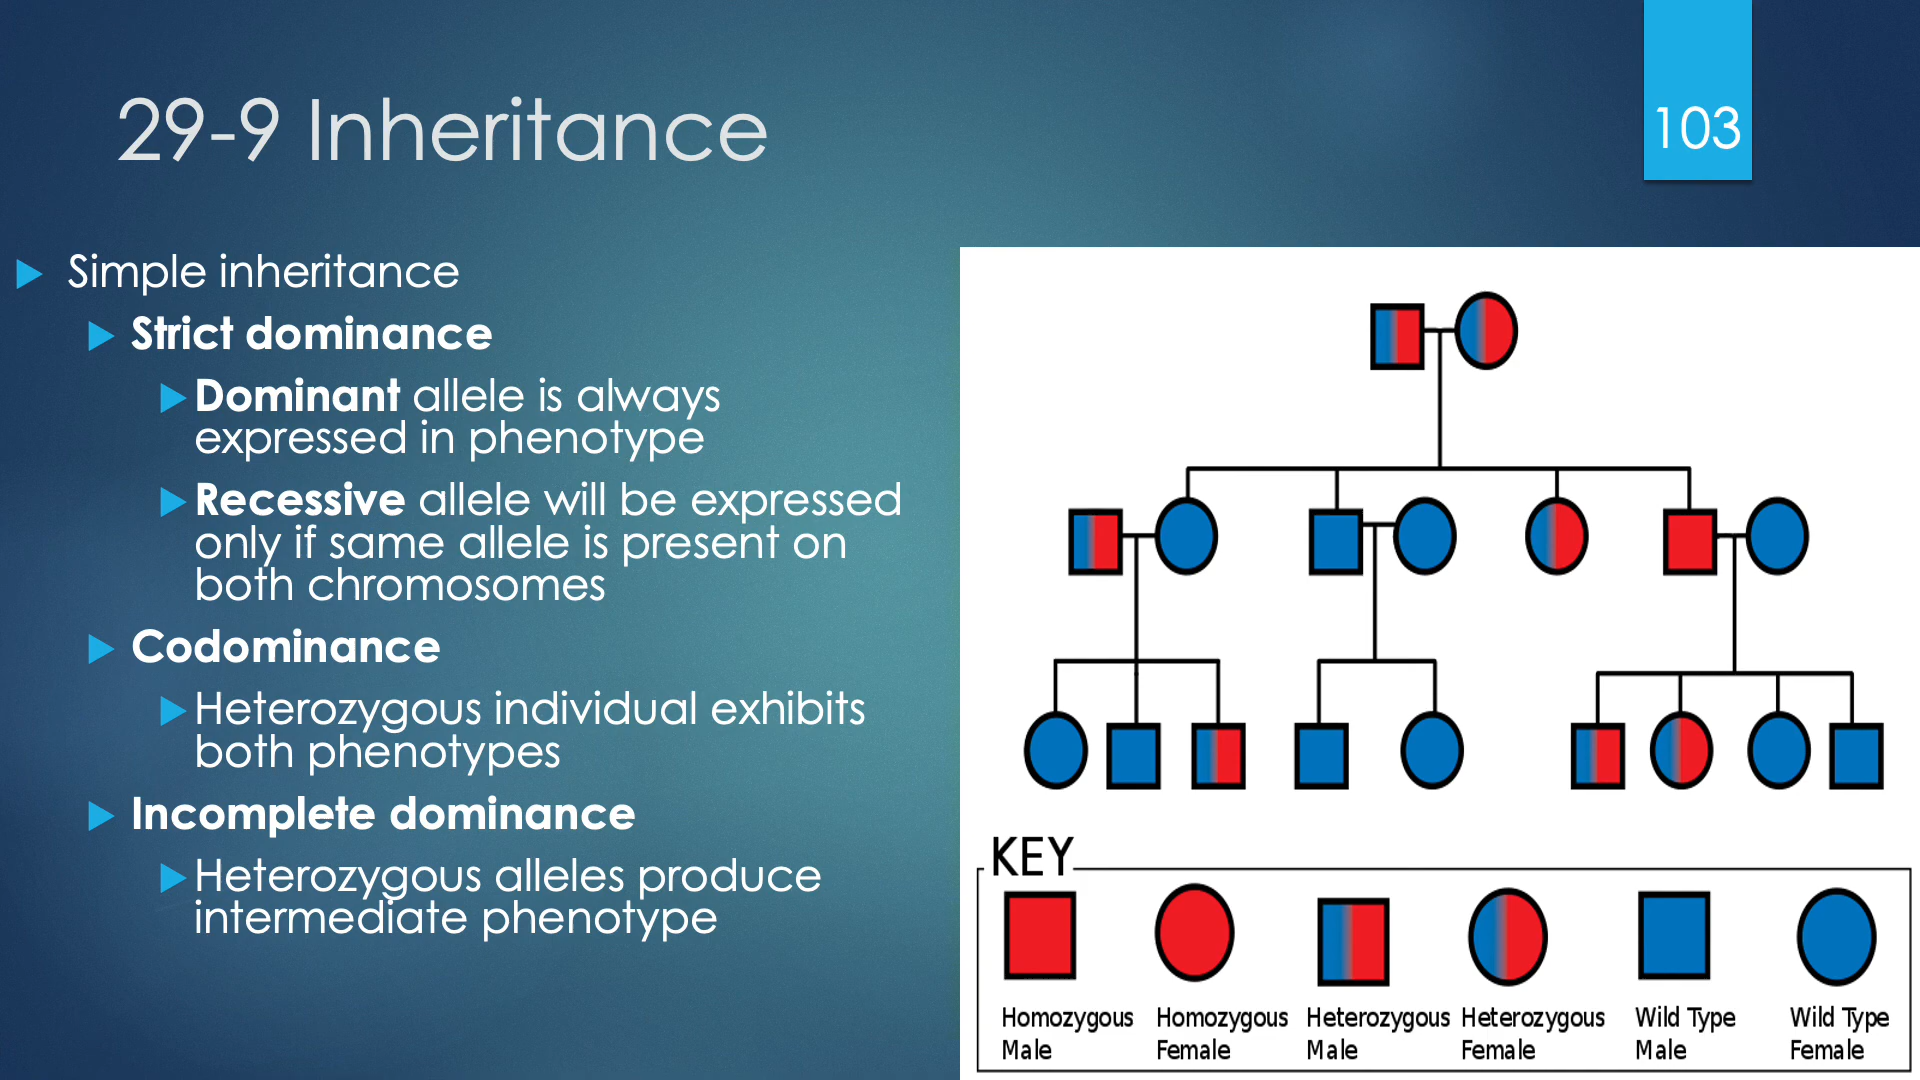 29-9 Inheritance
103
Simple inheritance
Strict dominance
Dominant allele is always
expressed in phenotype
Recessive allele will be expressed
only if same allele is present on
both chromosomes
Codominance
Heterozygous individual exhibits
both phenotypes
Incomplete dominance
Heterozygous alleles produce
intermediate phenotype
KEY
Homozygous Male
Homozygous Female
Heterozygous Male
Heterozygous Female
Wild Type Male
Wild Type Female